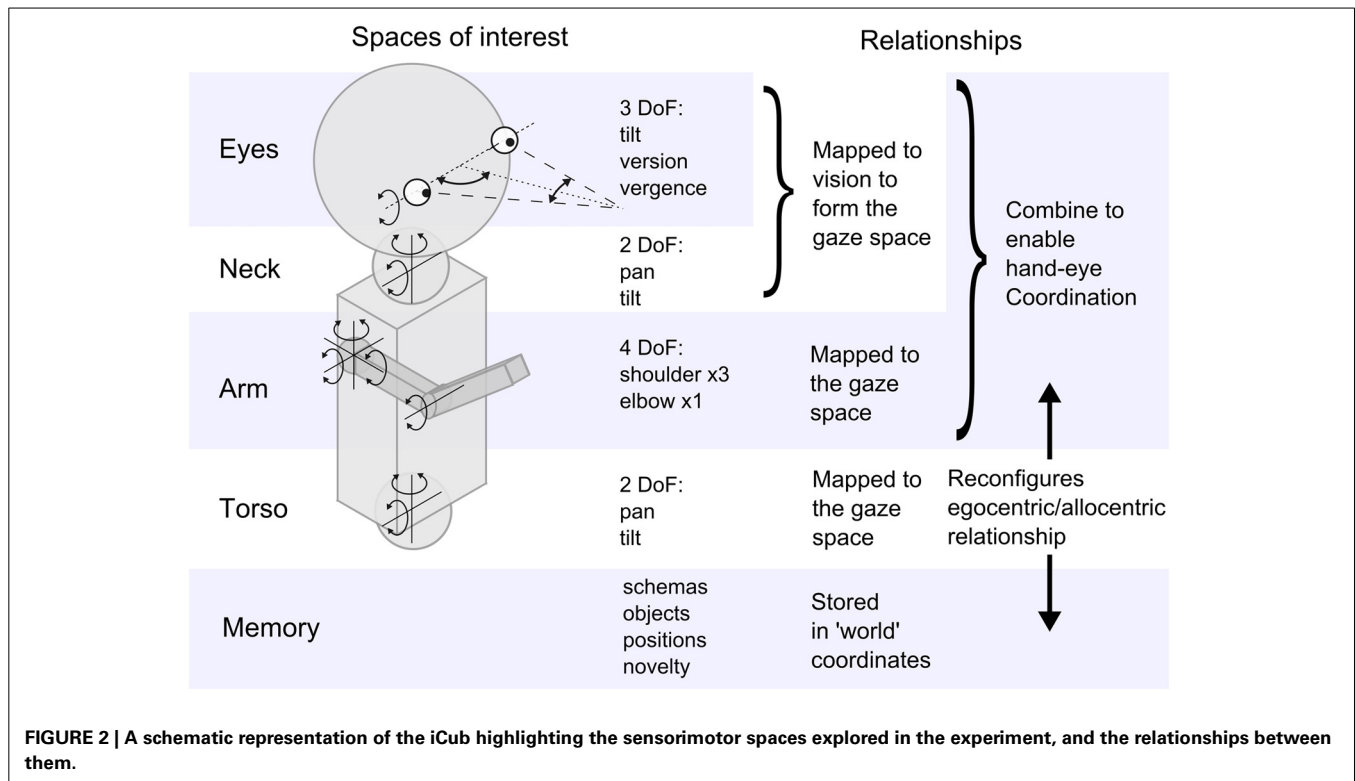 Spaces of interest
Relationships
Eyes
3 DoF:
tilt
version
vergence
Mapped to
vision to
form the
gaze space
Combine to
enable
hand-eye
Coordination
Neck
2 DoF:
pan
tilt
Arm
4 DoF:
shoulder x3
elbow x1
Mapped to
the gaze
space
Torso
2 DoF:
pan
tilt
Mapped to
the gaze
space
Reconfigures
egocentric/allocentric
relationship
Memory
schemas
objects
positions
novelty
Stored
in 'world'
coordinates
FIGURE 2 | A schematic representation of the iCub highlighting the sensorimotor spaces explored in the experiment, and the relationships between
them.